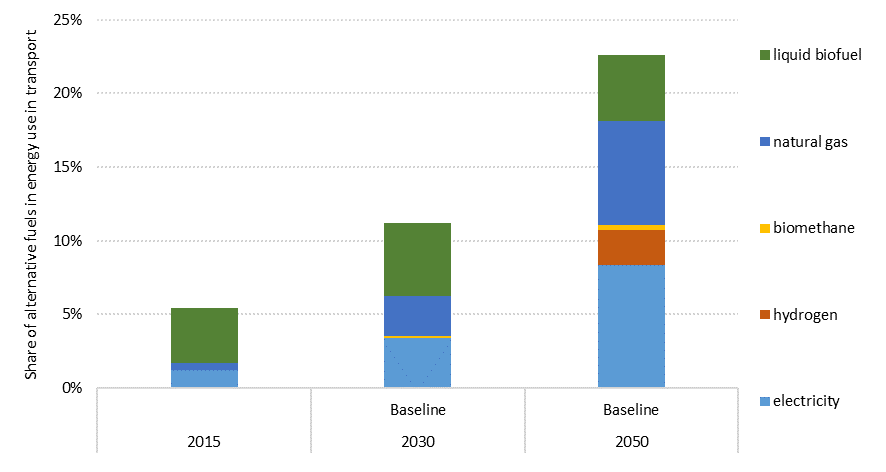 Share of alternative fuels in energy use in transport
25%
20%
15%
10%
5%
0%
Baseline
Baseline
2015
2030
2050
liquid biofuel
natural gas
biomethane
hydrogen
electricity